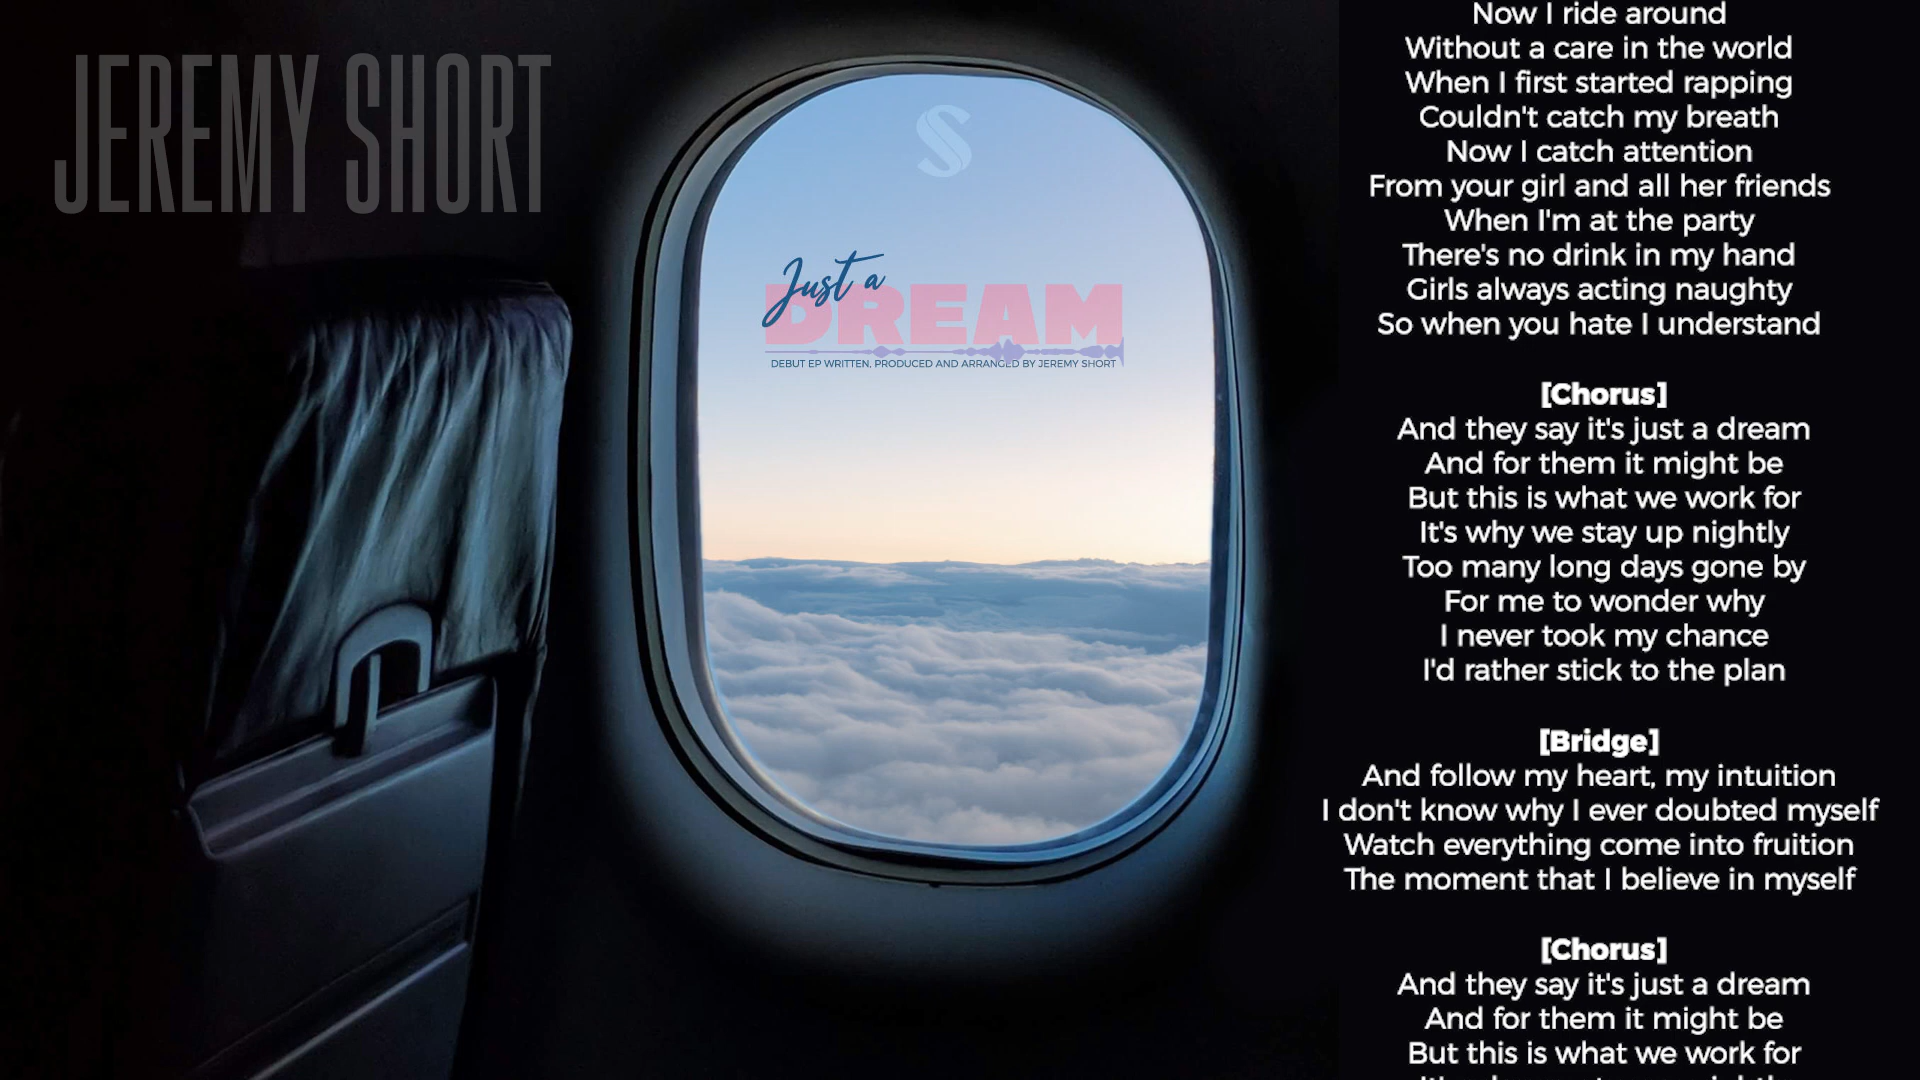 JEREMY SHORT
S
Just a
DREAM
DEBUT EP WRITTEN, PRODUCED AND ARRANGED BY JEREMY SHORT
Now I ride around
Without a care in the world
When I first started rapping
Couldn't catch my breath
Now I catch attention
From your girl and all her friends
When I'm at the party
There's no drink in my hand
Girls always acting naughty
So when you hate I understand
[Chorus]
And they say it's just a dream
And for them it might be
But this is what we work for
It's why we stay up nightly
Too many long days gone by
For me to wonder why
I never took my chance
I'd rather stick to the plan
[Bridge]
And follow my heart, my intuition
I don't know why I ever doubted myself
Watch everything come into fruition
The moment that I believe in myself
[Chorus]
And they say it's just a dream
And for them it might be
But this is what we work for